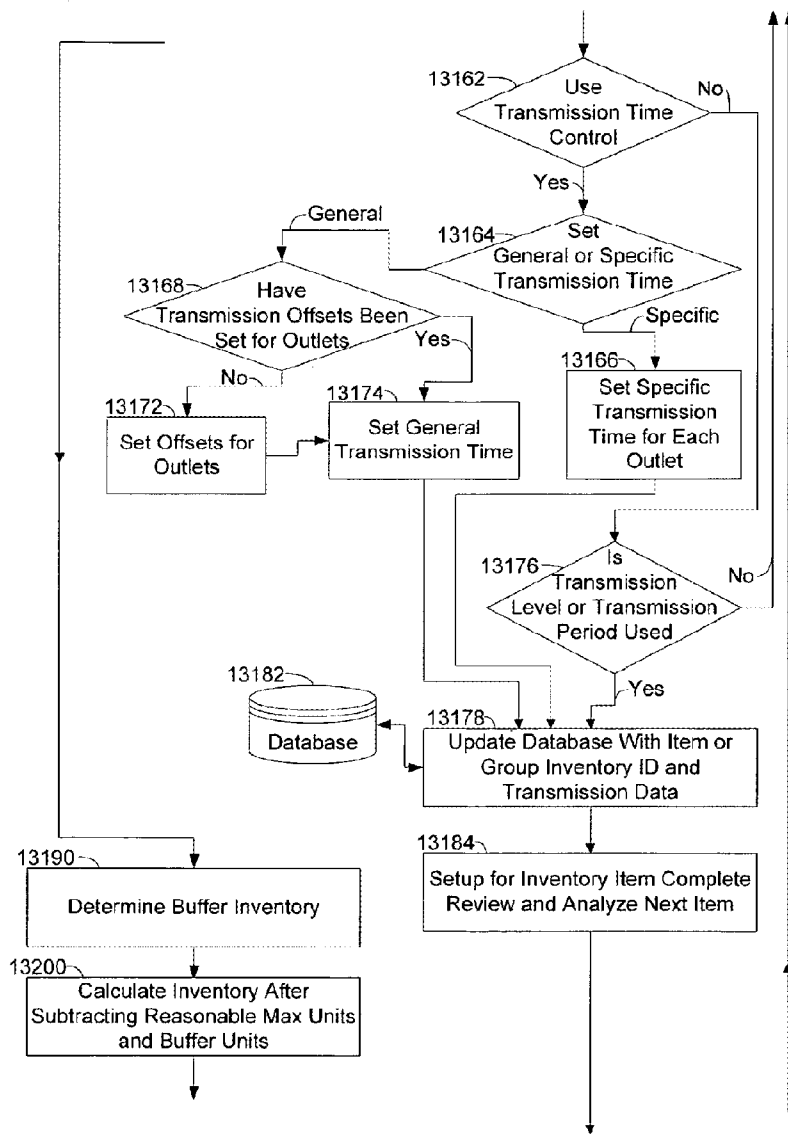 13162
Use
Transmission Time
Control
No
Yes
General
13164
Set
General or Specific
Transmission Time
13168
Have
Transmission Offsets Been
Set for Outlets
Specific
Yes
No
13166
Set Specific
Transmission
Time for Each
Outlet
13172
Set Offsets for
Outlets
13174
Set General
Transmission Time
13176
Is
Transmission
Level or Transmission
Period Used
No
Yes
13182
Database
13178
Update Database With Item or
Group Inventory ID and
Transmission Data
13184
Setup for Inventory Item Complete
Review and Analyze Next Item
13190
Determine Buffer Inventory
13200
Calculate Inventory After
Subtracting Reasonable Max Units
and Buffer Units